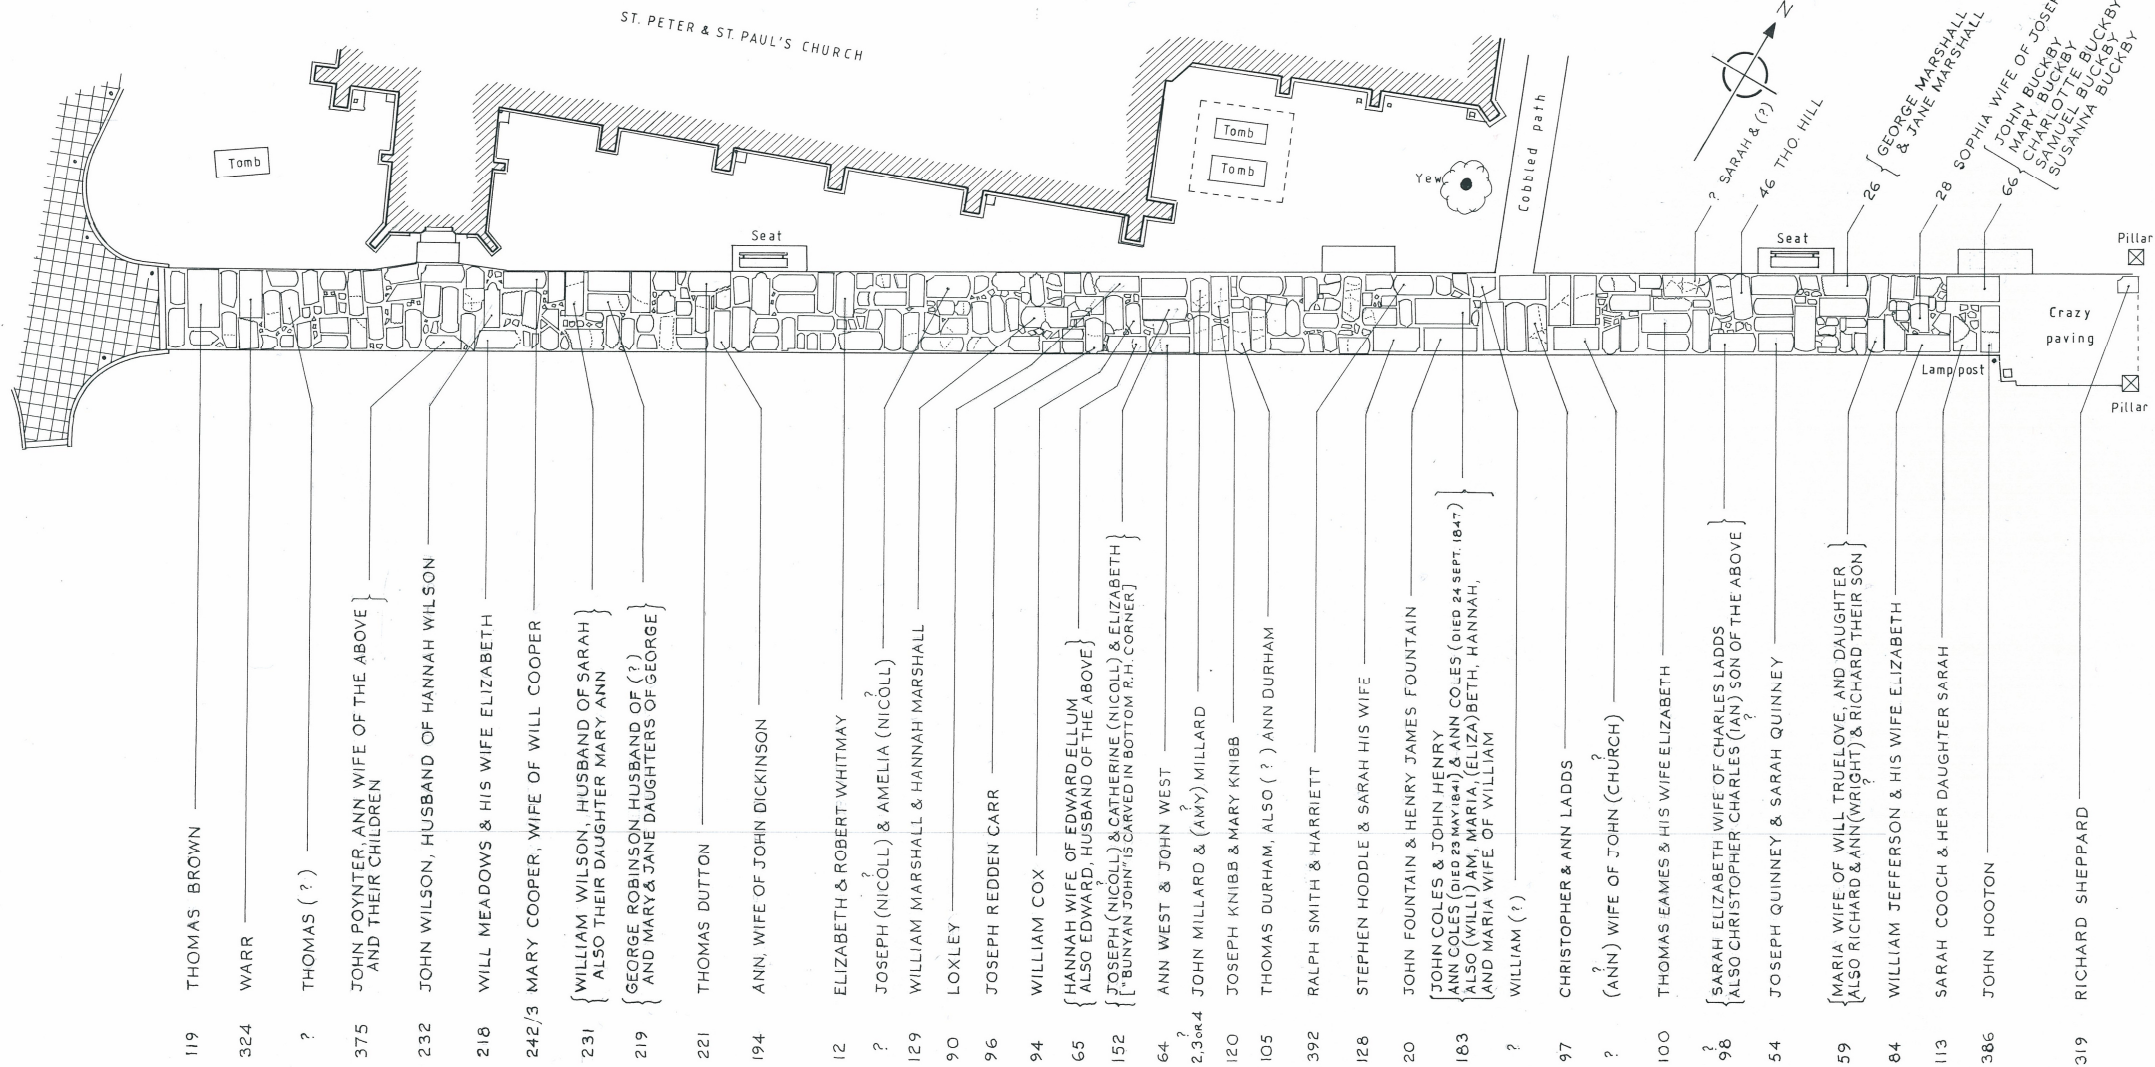 ST. PETER & ST. PAUL'S CHURCH
N
Tomb
Tomb
Tomb
Yew
Cobbled path
Seat
Seat
Pillar
Crazy
paving
Lamp post
Pillar
? SARAH & (?)
46 THO. HILL
26 { GEORGE MARSHALL
& JANE MARSHALL
28 SOPHIA WIFE OF
66 { JOHN BUCKBY
MARY BUCKBY
CHARLOTTE BUCKBY
SAMUEL BUCKBY
SUSANNA BUCKBY
119 THOMAS BROWN
324 WARR
? THOMAS (?)
375 JOHN POYNTER, ANN WIFE OF THE ABOVE }
AND THEIR CHILDREN
232 JOHN WILSON, HUSBAND OF HANNAH WILSON
218 WILL MEADOWS & HIS WIFE ELIZABETH
242/3 MARY COOPER, WIFE OF WILL COOPER
231 { WILLIAM WILSON, HUSBAND OF SARAH }
ALSO THEIR DAUGHTER MARY ANN
219 { GEORGE ROBINSON HUSBAND OF (?) }
AND MARY & JANE DAUGHTERS OF GEORGE
221 THOMAS DUTTON
194 ANN, WIFE OF JOHN DICKINSON
12 ELIZABETH & ROBERT WHITMAY
? JOSEPH (NICOLL)? & AMELIA (NICOLL)?
129 WILLIAM MARSHALL & HANNAH MARSHALL
90 LOXLEY
96 JOSEPH REDDEN CARR
94 WILLIAM COX
65 { HANNAH WIFE OF EDWARD ELLUM
ALSO EDWARD, HUSBAND OF THE ABOVE }
152 { JOSEPH (NICOLL)? & CATHERINE (NICOLL)? & ELIZABETH }
["BUNYAN JOHN" IS CARVED IN BOTTOM R.H. CORNER]
64 ANN WEST & JOHN WEST
2,3 OR 4? JOHN MILLARD & (AMY)? MILLARD
120 JOSEPH KNIBB & MARY KNIBB
105 THOMAS DURHAM, ALSO (?) ANN DURHAM
392 RALPH SMITH & HARRIETT
128 STEPHEN HODDLE & SARAH HIS WIFE
20 JOHN FOUNTAIN & HENRY JAMES FOUNTAIN
183 { JOHN COLES & JOHN HENRY
ANN COLES (DIED 23 MAY 1841) & ANN COLES (DIED 24 SEPT. 1847)
ALSO (WILLI) AM, MARIA, (ELIZA) BETH, HANNAH,
AND MARIA WIFE OF WILLIAM }
? WILLIAM (?)
97 CHRISTOPHER & ANN LADDS
? (ANN)? WIFE OF JOHN (CHURCH)?
100 THOMAS EAMES & HIS WIFE ELIZABETH
98? { SARAH ELIZABETH WIFE OF CHARLES LADDS
ALSO CHRISTOPHER CHARLES (IAN)? SON OF THE ABOVE }
54 JOSEPH QUINNEY & SARAH QUINNEY
59 { MARIA WIFE OF WILL TRUELOVE, AND DAUGHTER
ALSO RICHARD & ANN (WRIGHT)? & RICHARD THEIR SON }
84 WILLIAM JEFFERSON & HIS WIFE ELIZABETH
113 SARAH COOCH & HER DAUGHTER SARAH
386 JOHN HOOTON
319 RICHARD SHEPPARD